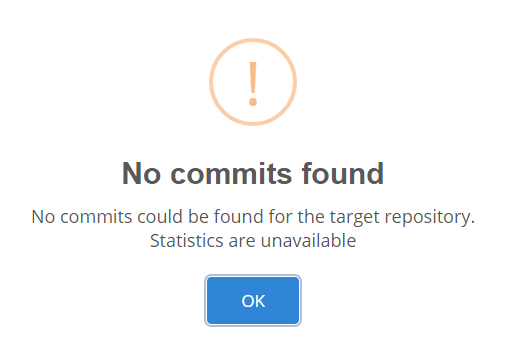 !
No commits found
No commits could be found for the target repository.
Statistics are unavailable
OK